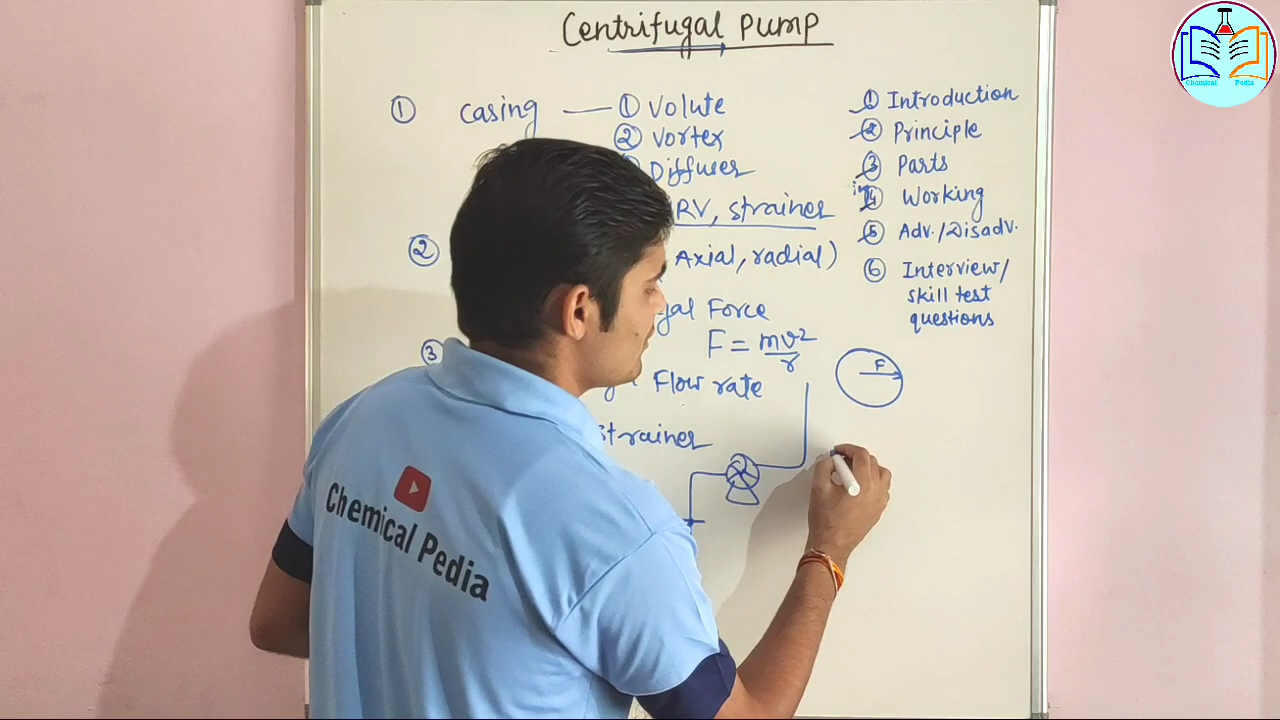 Centrifugal Pump
① casing — ① Volute
② Vortex
Diffuser
RV, strainer
② Axial, radial)
Force
F = mv²/r
③ Flow rate
strainer
F
① Introduction
② Principle
③ Parts
④ Working
⑤ Adv./Disadv.
⑥ Interview/
skill test
questions
Chemical Pedia
Chemical Pedia